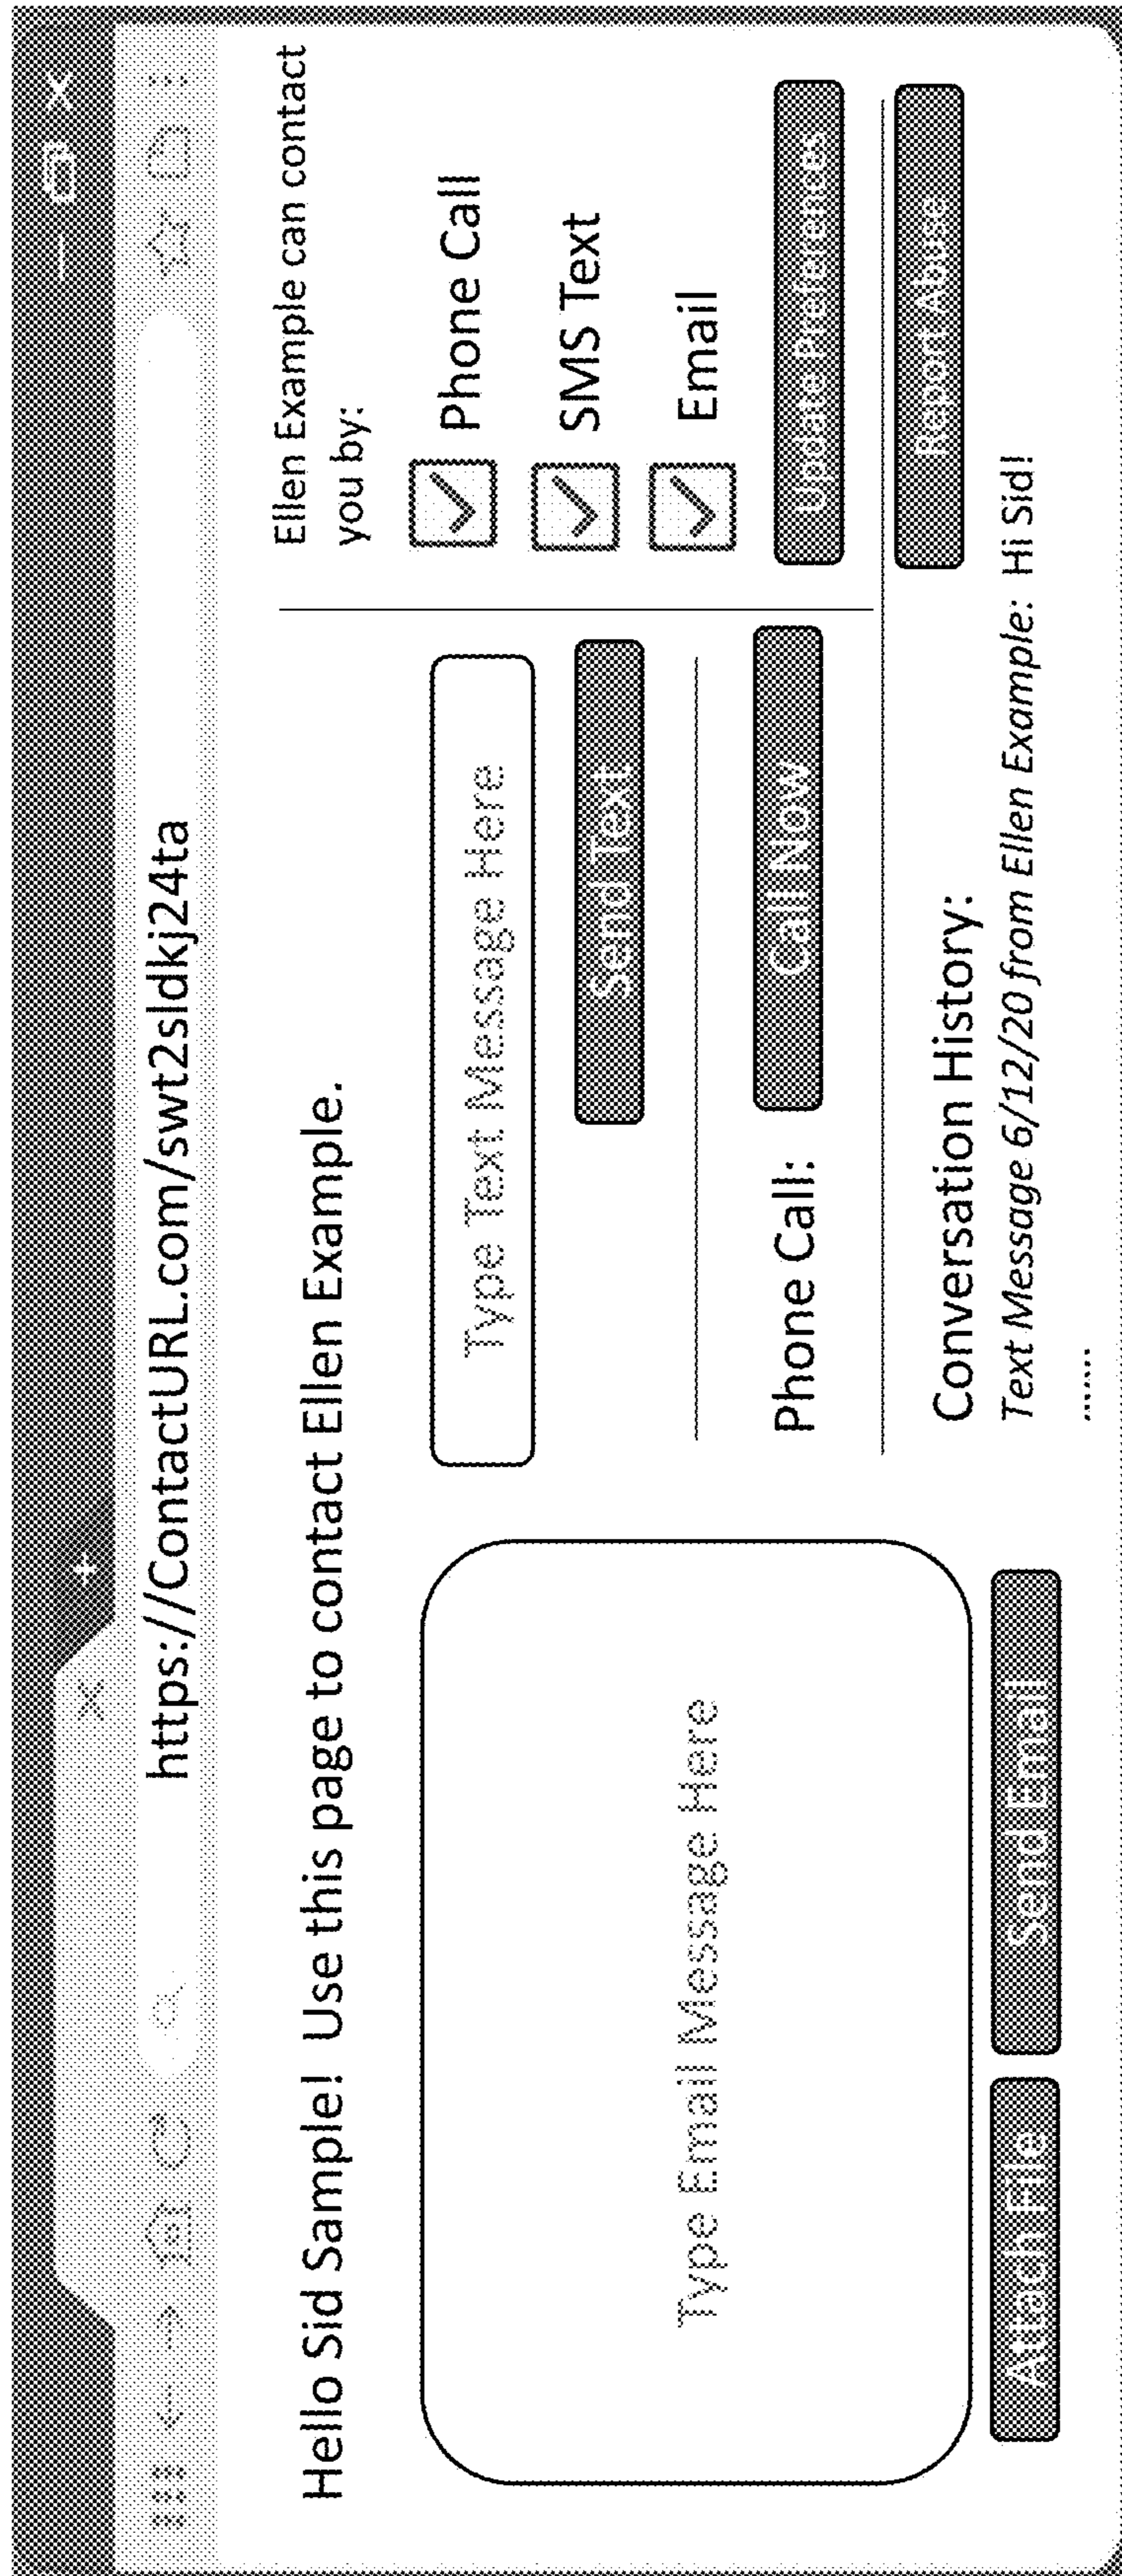 https://ContactURL.com/swt2sldkj24ta
Hello Sid Sample! Use this page to contact Ellen Example.
Type Email Message Here
Attach File
Send Email
Type Text Message Here
Send Text
Phone Call:
Call Now
Ellen Example can contact
you by:
Phone Call
SMS Text
Email
Update Preferences
Report Abuse
Conversation History:
Text Message 6/12/20 from Ellen Example: Hi Sid!